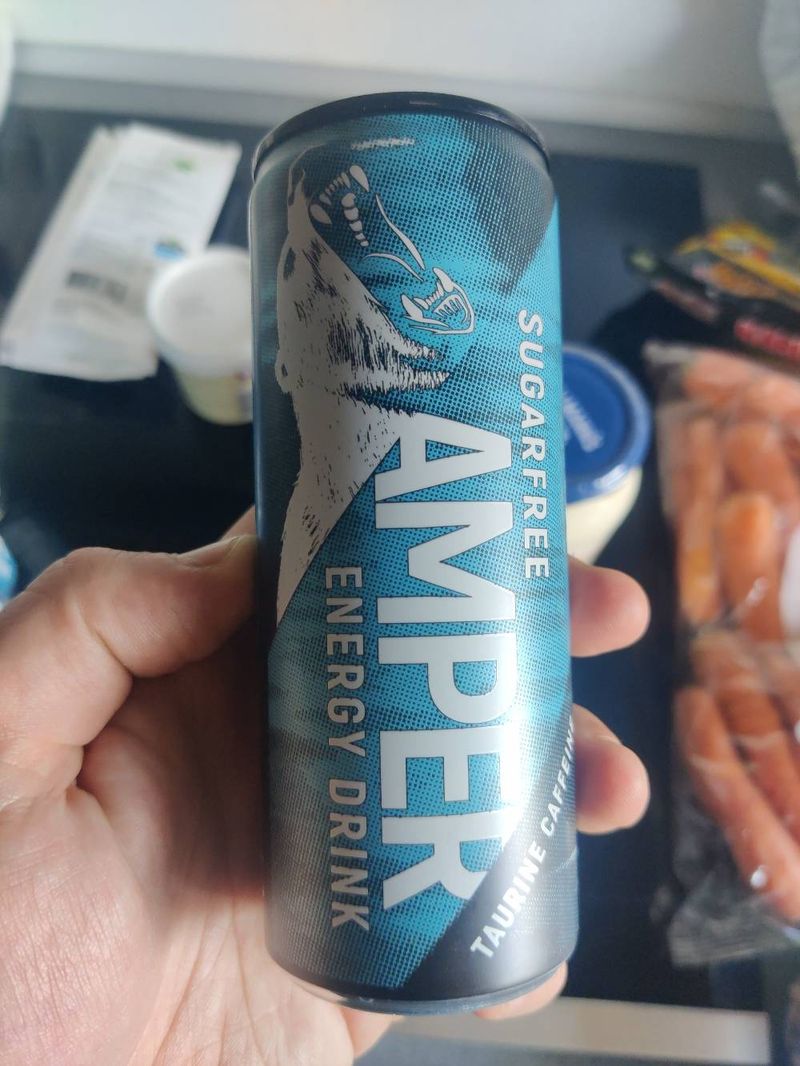 SUGARFREE
AMPER
ENERGY DRINK
TAURINE CAFFEINE